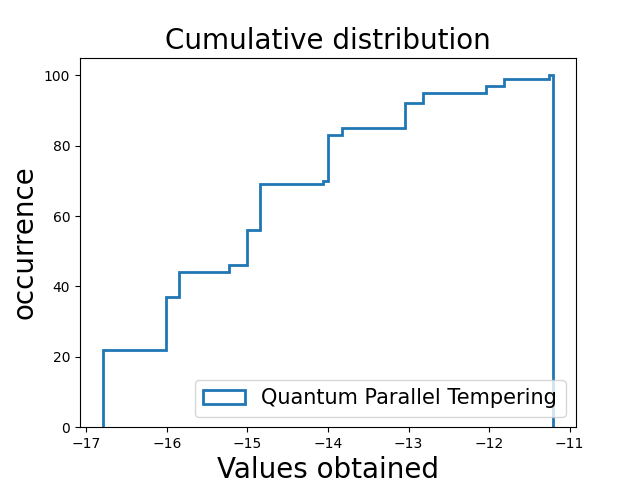 Cumulative distribution
100
80
60
40
20
0
occurrence
Quantum Parallel Tempering
−17 −16 −15 −14 −13 −12 −11
Values obtained